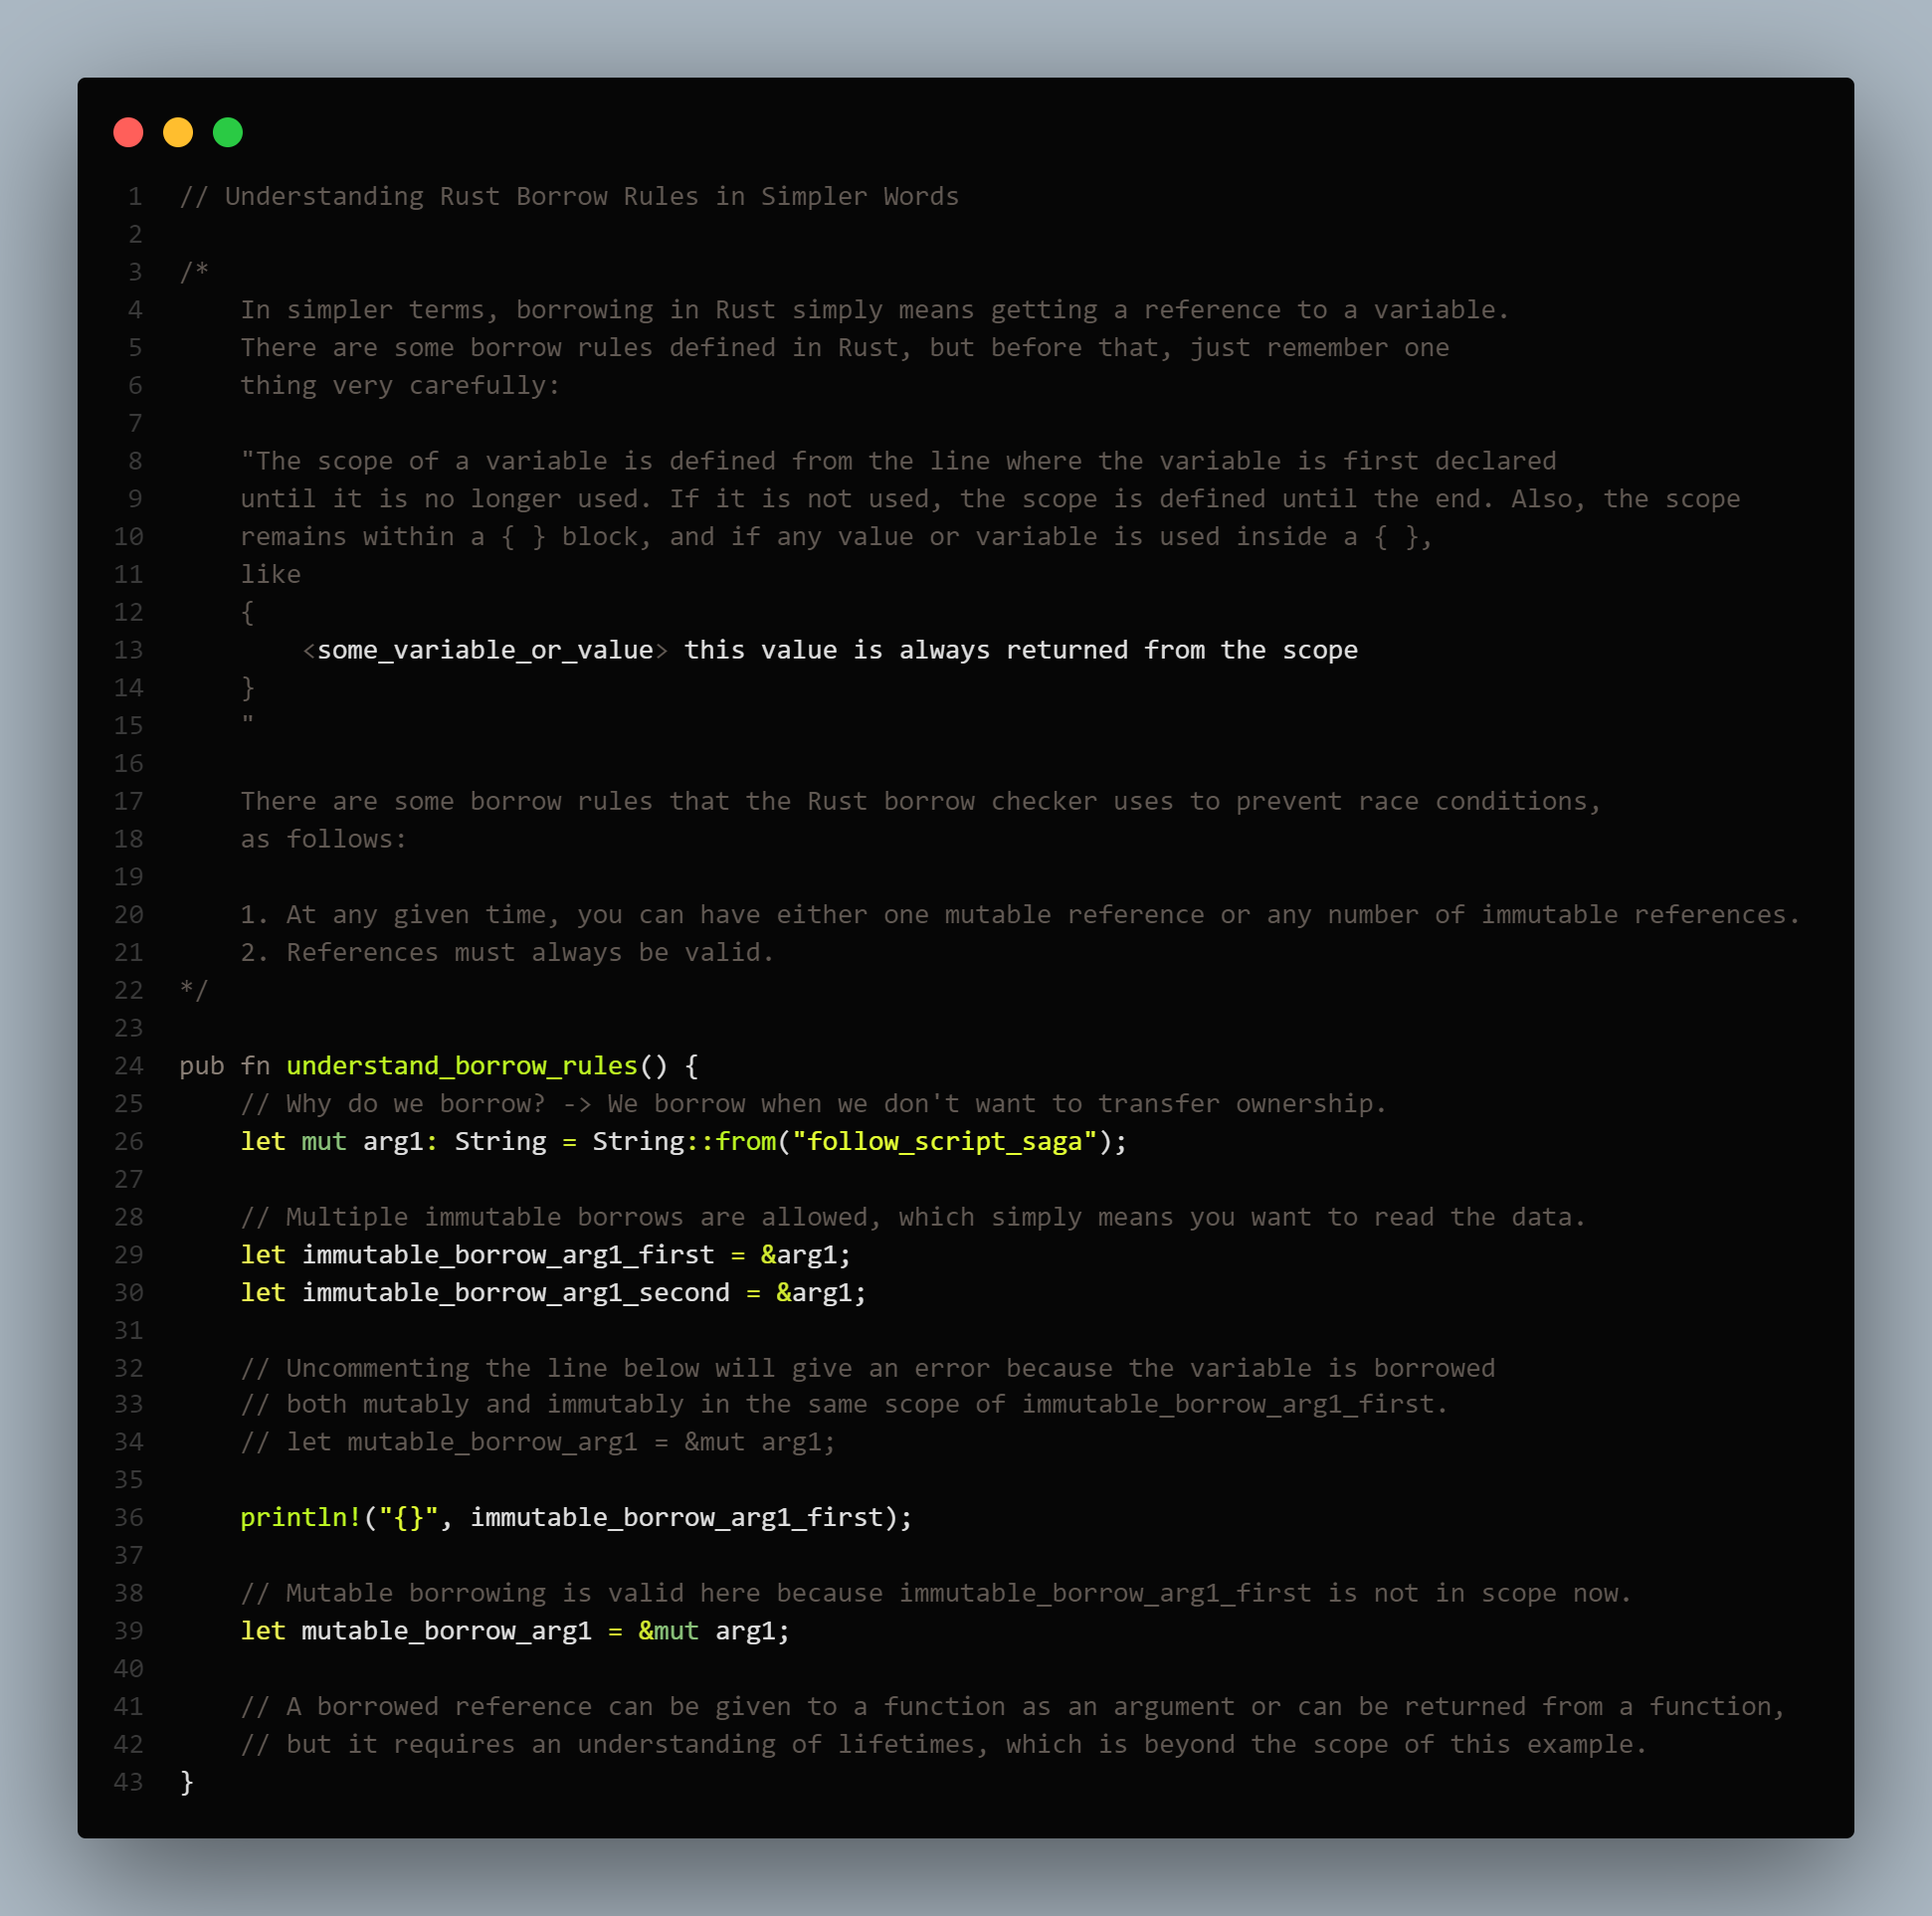 1 // Understanding Rust Borrow Rules in Simpler Words
2
3 /*
4     In simpler terms, borrowing in Rust simply means getting a reference to a variable.
5     There are some borrow rules defined in Rust, but before that, just remember one
6     thing very carefully:
7
8     "The scope of a variable is defined from the line where the variable is first declared
9     until it is no longer used. If it is not used, the scope is defined until the end. Also, the scope
10     remains within a { } block, and if any value or variable is used inside a { },
11     like
12     {
13         <some_variable_or_value> this value is always returned from the scope
14     }
15     "
16
17     There are some borrow rules that the Rust borrow checker uses to prevent race conditions,
18     as follows:
19
20     1. At any given time, you can have either one mutable reference or any number of immutable references.
21     2. References must always be valid.
22 */
23
24 pub fn understand_borrow_rules() {
25     // Why do we borrow? -> We borrow when we don't want to transfer ownership.
26     let mut arg1: String = String::from("follow_script_saga");
27
28     // Multiple immutable borrows are allowed, which simply means you want to read the data.
29     let immutable_borrow_arg1_first = &arg1;
30     let immutable_borrow_arg1_second = &arg1;
31
32     // Uncommenting the line below will give an error because the variable is borrowed
33     // both mutably and immutably in the same scope of immutable_borrow_arg1_first.
34     // let mutable_borrow_arg1 = &mut arg1;
35
36     println!("{}", immutable_borrow_arg1_first);
37
38     // Mutable borrowing is valid here because immutable_borrow_arg1_first is not in scope now.
39     let mutable_borrow_arg1 = &mut arg1;
40
41     // A borrowed reference can be given to a function as an argument or can be returned from a function,
42     // but it requires an understanding of lifetimes, which is beyond the scope of this example.
43 }